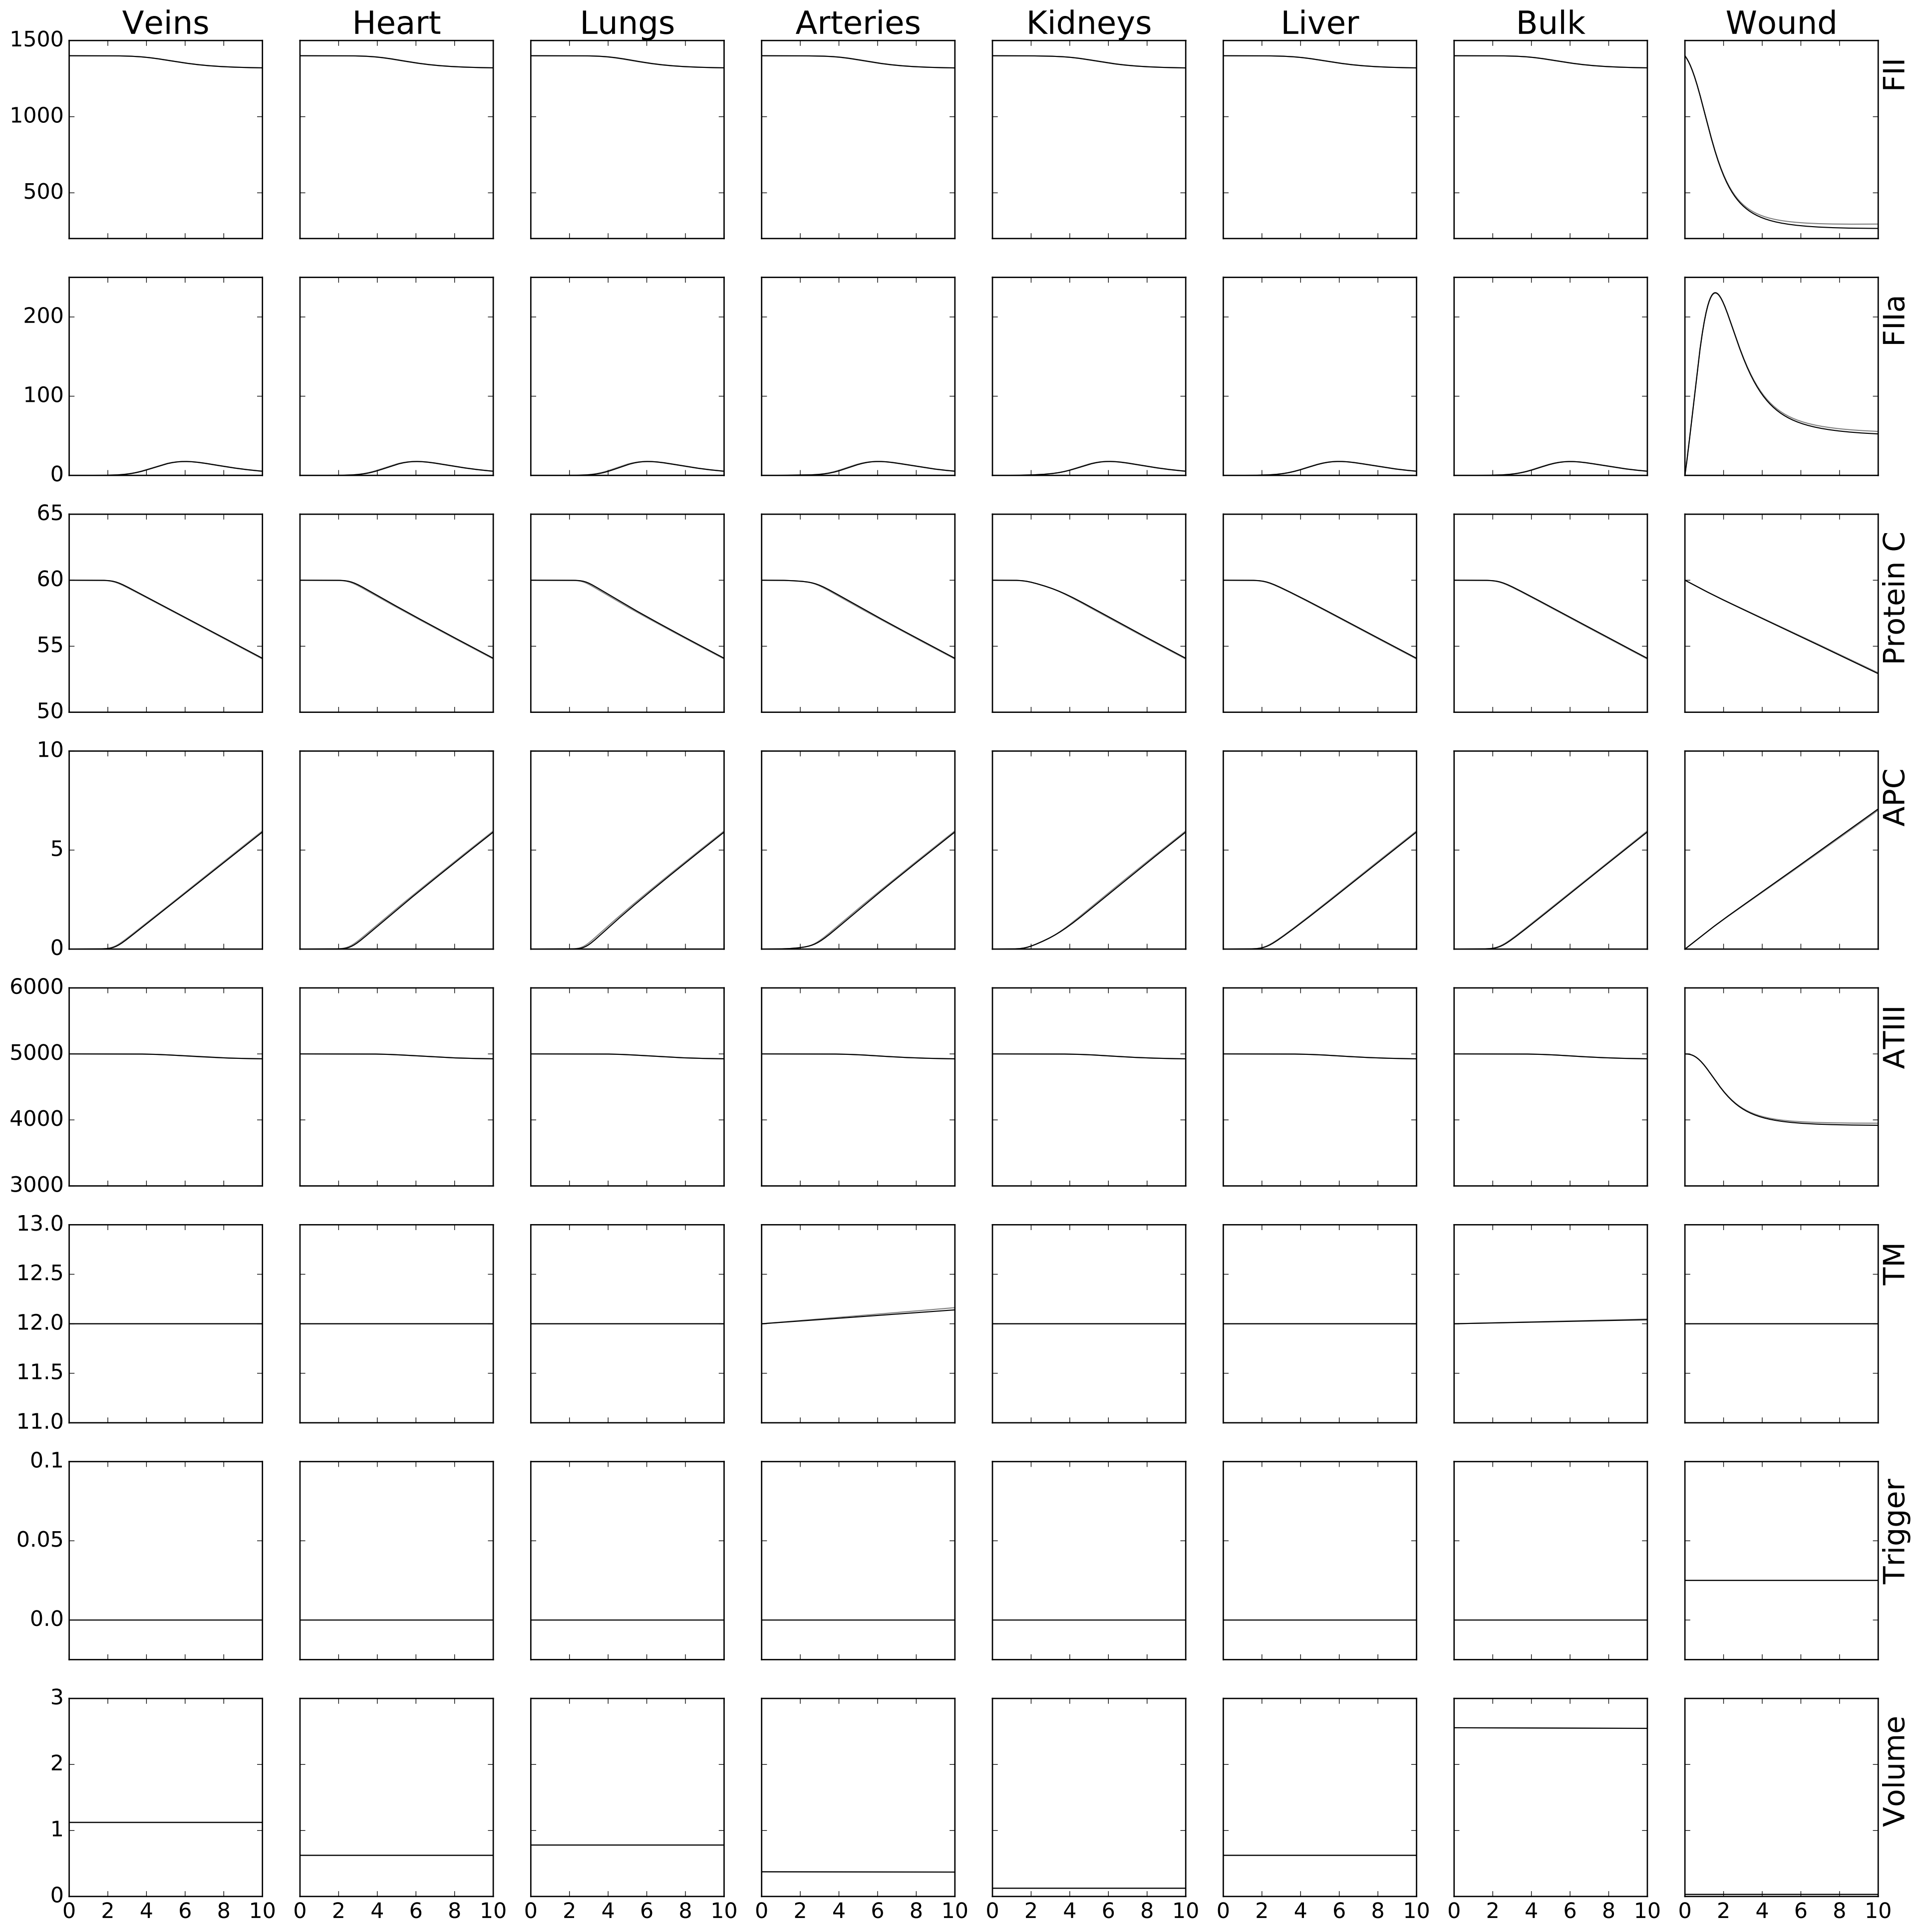 Veins Heart Lungs Arteries Kidneys Liver Bulk Wound
1500
1000
500
FII
200
100
0
FIIa
65
60
55
50
Protein C
10
5
0
APC
6000
5000
4000
3000
ATIII
13.0
12.5
12.0
11.5
11.0
TM
0.1
0.05
0.0
Trigger
3
2
1
0
Volume
0 2 4 6 8 10 0 2 4 6 8 10 0 2 4 6 8 10 0 2 4 6 8 10 0 2 4 6 8 10 0 2 4 6 8 10 0 2 4 6 8 10 0 2 4 6 8 10